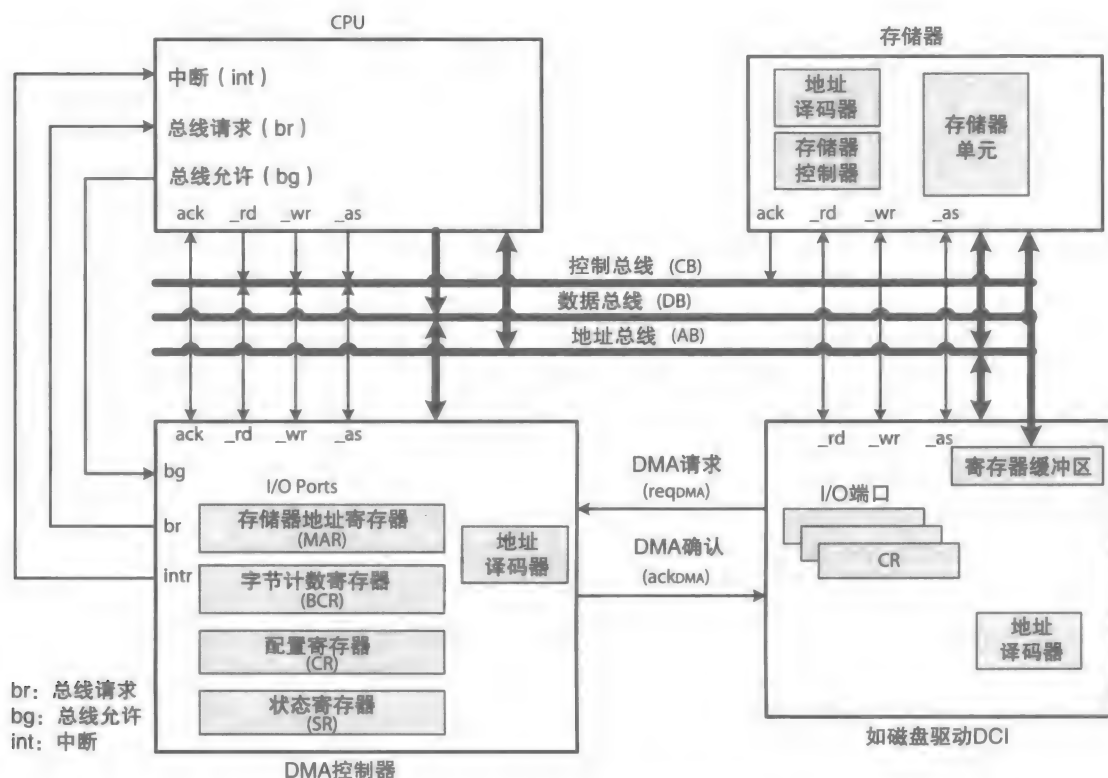 CPU
存储器
中断（int）
总线请求（br）
总线允许（bg）
ack _rd _wr _as
地址
译码器
存储器
控制器
存储器
单元
ack _rd _wr _as
控制总线 (CB)
数据总线 (DB)
地址总线 (AB)
ack _rd _wr _as
bg
br
intr
I/O Ports
存储器地址寄存器
(MAR)
字节计数寄存器
(BCR)
配置寄存器
(CR)
状态寄存器
(SR)
地址
译码器
DMA请求
(reqDMA)
DMA确认
(ackDMA)
_rd _wr _as
寄存器缓冲区
I/O端口
CR
地址
译码器
br：总线请求
bg：总线允许
int：中断
DMA控制器
如磁盘驱动DCI